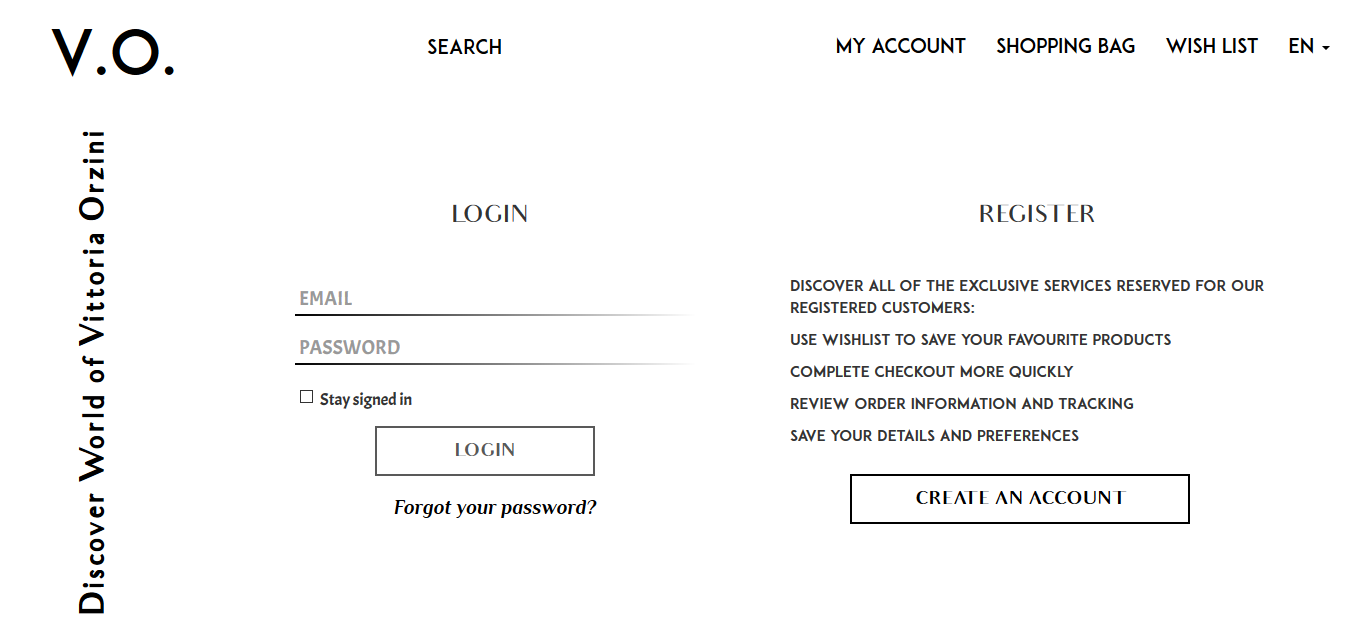 V.O.
SEARCH
MY ACCOUNT
SHOPPING BAG
WISH LIST
EN
Discover World of Vittoria Orzini
LOGIN
EMAIL
PASSWORD
Stay signed in
LOGIN
Forgot your password?
REGISTER
DISCOVER ALL OF THE EXCLUSIVE SERVICES RESERVED FOR OUR
REGISTERED CUSTOMERS:
USE WISHLIST TO SAVE YOUR FAVOURITE PRODUCTS
COMPLETE CHECKOUT MORE QUICKLY
REVIEW ORDER INFORMATION AND TRACKING
SAVE YOUR DETAILS AND PREFERENCES
CREATE AN ACCOUNT